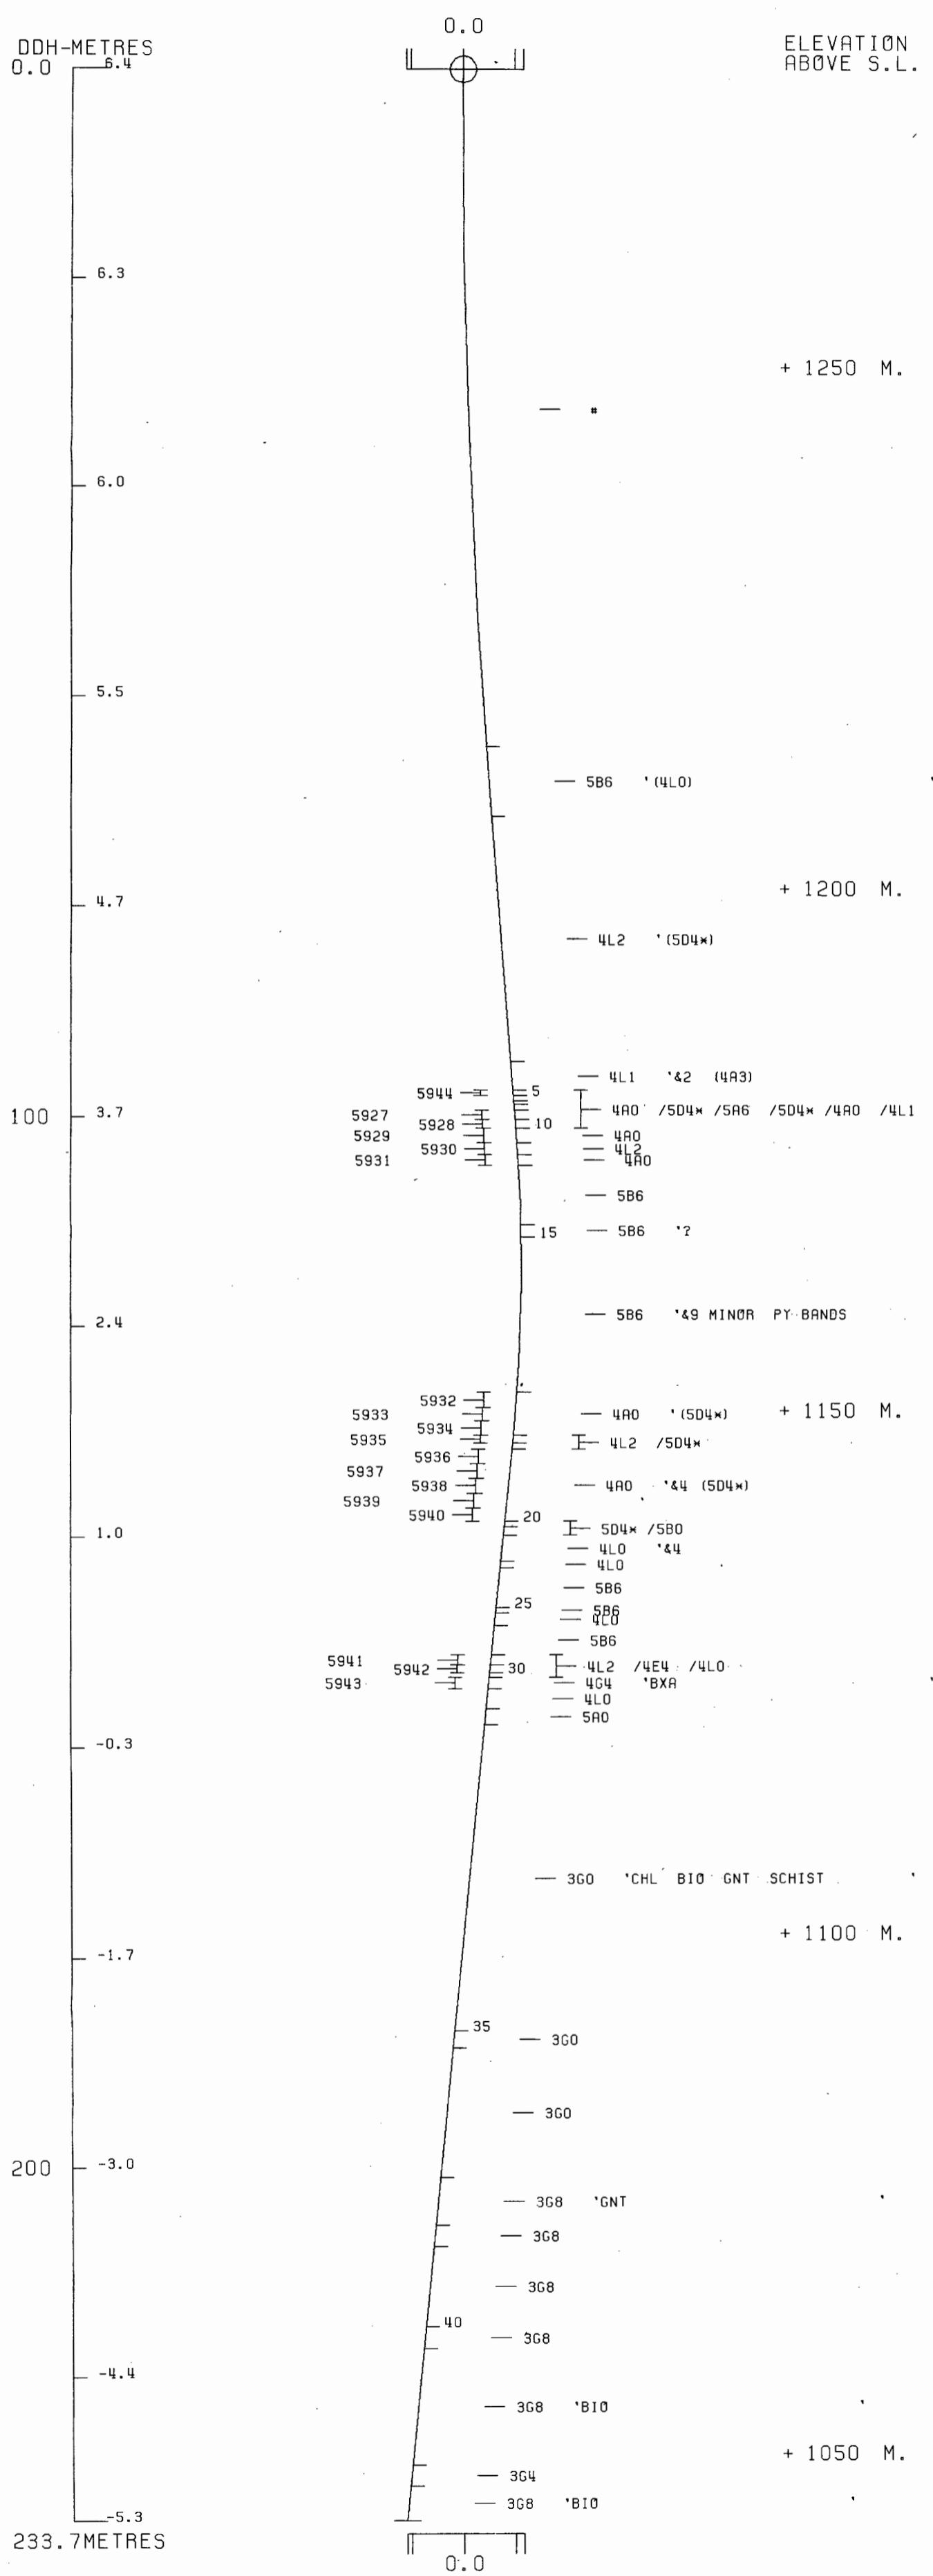 0.0
DDH-METRES
ELEVATIØN
ABØVE S.L.
0.0 6.4
6.3
+ 1250 M.
#
6.0
5.5
5B6 '(4L0)
+ 1200 M.
4.7
4L2 '(5D4*)
4L1 '&2 (4A3)
5944 5
100 3.7 5927 4A0 /5D4* /5A6 /5D4* /4A0 /4L1
5928 10
5929 4A0
5930 4L2
5931 4A0
5B6
15 5B6 '?
2.4 5B6 '&9 MINØR PY BANDS
5932
5933 4A0 '(5D4*) + 1150 M.
5934
5935 4L2 /5D4*
5936
5937
5938 4A0 '&4 (5D4*)
5939
5940 20
1.0 5D4* /5B0
4L0 '&4
4L0
5B6
25 5B6
4L0
5B6
5941
5942 30 4L2 /4E4 /4L0
5943 4G4 'BXA
4L0
5A0
-0.3
3G0 'CHL BIØ GNT SCHIST
+ 1100 M.
-1.7
35 3G0
3G0
200 -3.0
3G8 'GNT
3G8
3G8
40
3G8
-4.4
3G8 'BIØ
+ 1050 M.
3G4
3G8 'BIØ
-5.3
233.7METRES
0.0